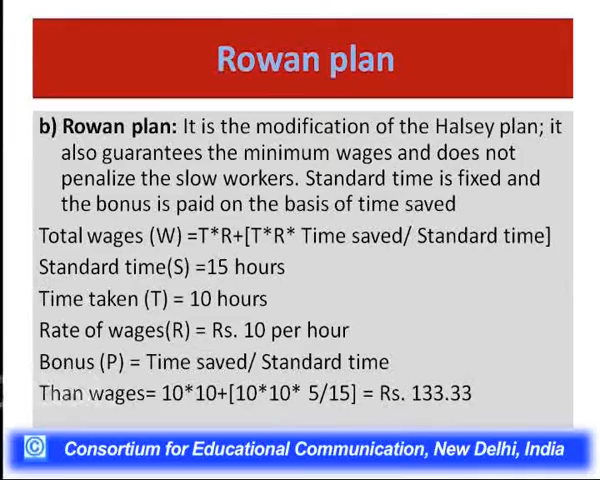 Rowan plan
b) Rowan plan: It is the modification of the Halsey plan; it
also guarantees the minimum wages and does not
penalize the slow workers. Standard time is fixed and
the bonus is paid on the basis of time saved
Total wages (W) =T*R+[T*R* Time saved/ Standard time]
Standard time(S) =15 hours
Time taken (T) = 10 hours
Rate of wages(R) = Rs. 10 per hour
Bonus (P) = Time saved/ Standard time
Than wages= 10*10+[10*10* 5/15] = Rs. 133.33
© Consortium for Educational Communication, New Delhi, India